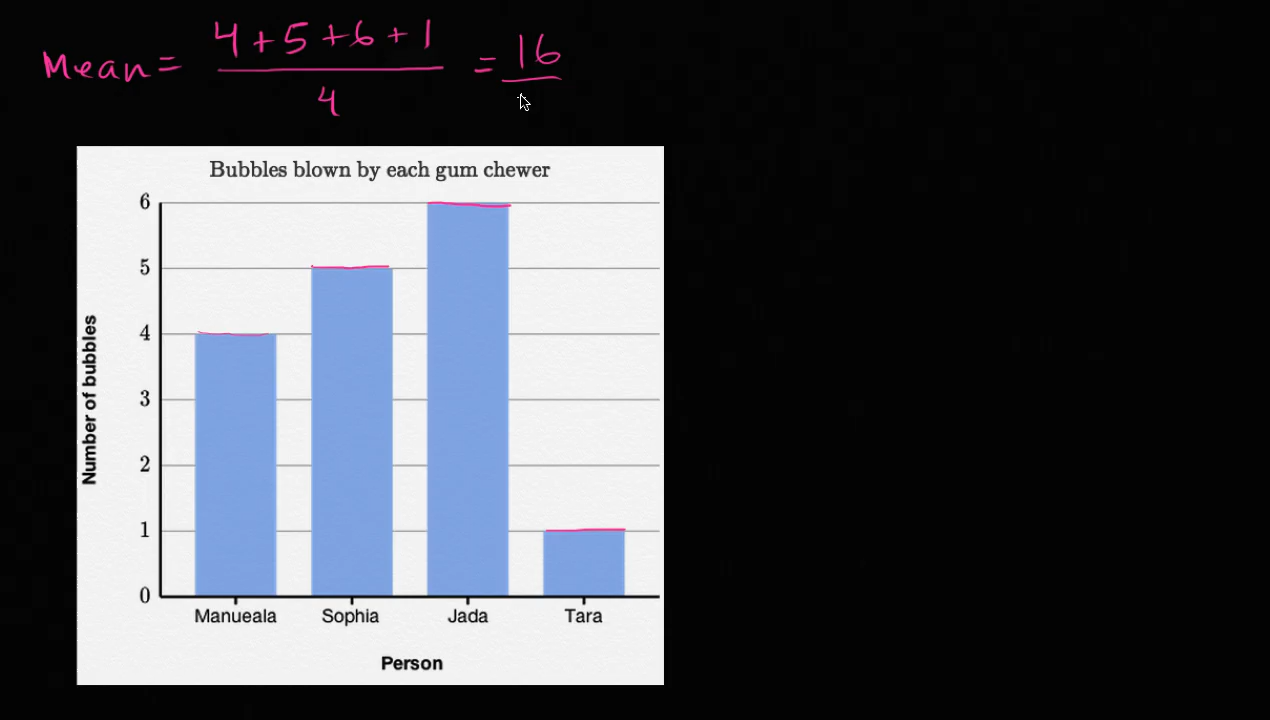 Mean = 4 + 5 + 6 + 1 / 4 = 16
Bubbles blown by each gum chewer
6
5
4
3
2
1
0
Number of bubbles
Manueala Sophia Jada Tara
Person